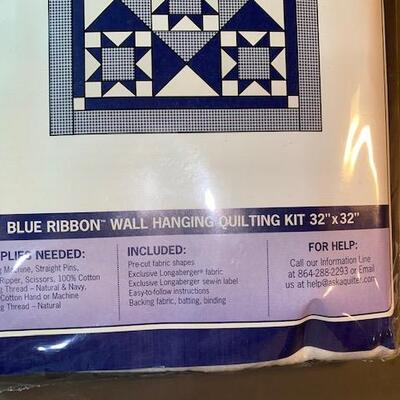 BLUE RIBBON™ WALL HANGING QUILTING KIT 32"x 32"
NEEDED:
Machine, Straight Pins,
Ripper, Scissors, 100% Cotton
Thread – Natural & Navy,
Cotton Hand or Machine
Thread – Natural
INCLUDED:
Pre-cut fabric shapes
Exclusive Longaberger® fabric
Exclusive Longaberger sew-in label
Easy-to-follow instructions
Backing fabric, batting, binding
FOR HELP:
Call our Information Line
at 864-288-2293 or Email
us at help@askaquilter.com